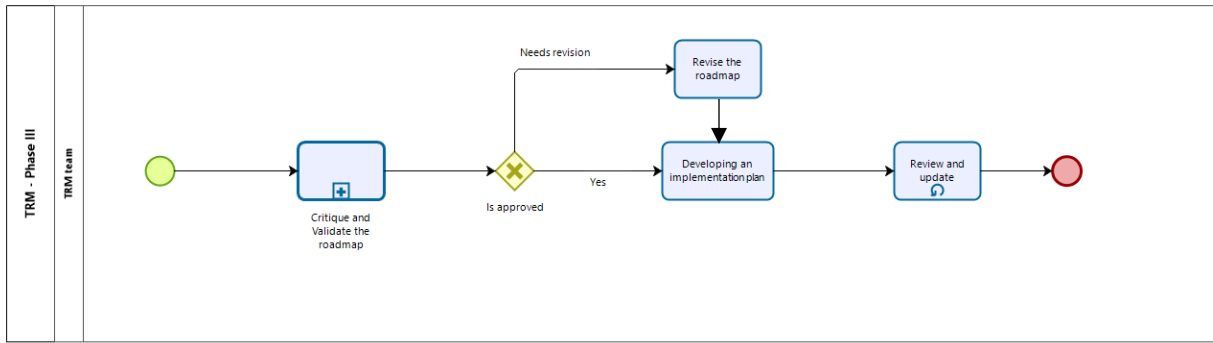 TRM - Phase III
TRM team
Critique and
Validate the
roadmap
Is approved
Needs revision
Yes
Revise the
roadmap
Developing an
implementation plan
Review and
update